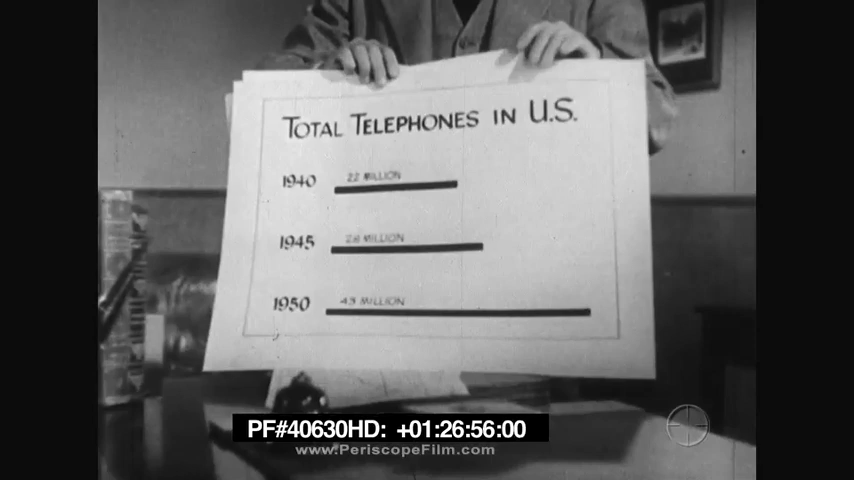 TOTAL TELEPHONES IN U.S.
1940 22 MILLION
1945 28 MILLION
1950 43 MILLION
PF#40630HD: +01:26:56:00
www.PeriscopeFilm.com